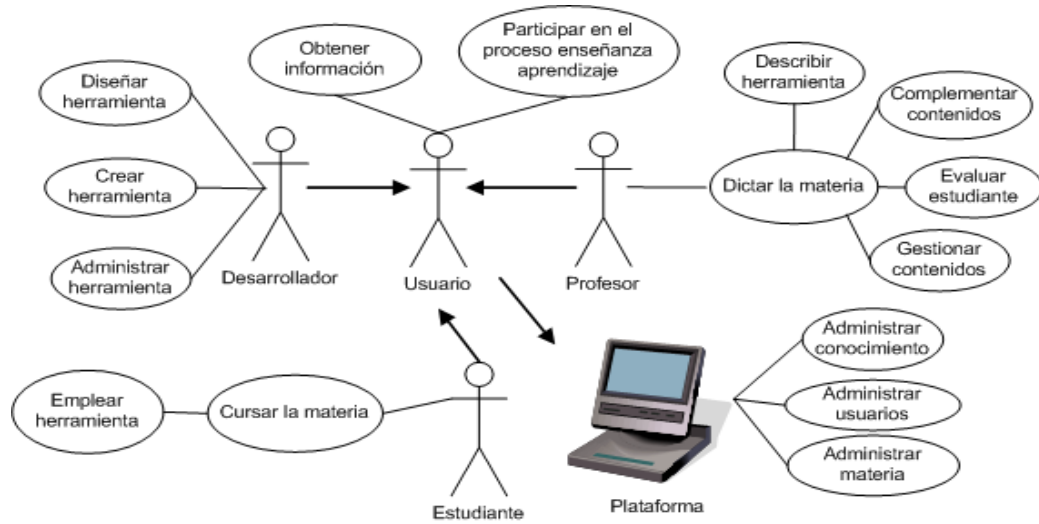 Obtener
información
Participar en el
proceso enseñanza
aprendizaje
Diseñar
herramienta
Describir
herramienta
Complementar
contenidos
Crear
herramienta
Dictar la materia
Evaluar
estudiante
Administrar
herramienta
Gestionar
contenidos
Desarrollador
Usuario
Profesor
Administrar
conocimiento
Emplear
herramienta
Cursar la materia
Administrar
usuarios
Administrar
materia
Estudiante
Plataforma